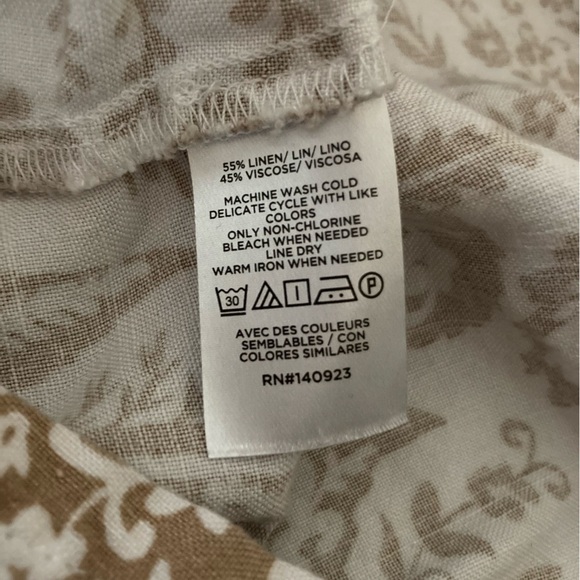 55% LINEN/ LIN/ LINO
45% VISCOSE/ VISCOSA
MACHINE WASH COLD
DELICATE CYCLE WITH LIKE
COLORS
ONLY NON-CHLORINE
BLEACH WHEN NEEDED
LINE DRY
WARM IRON WHEN NEEDED
30 P
AVEC DES COULEURS
SEMBLABLES / CON
COLORES SIMILARES
RN#140923